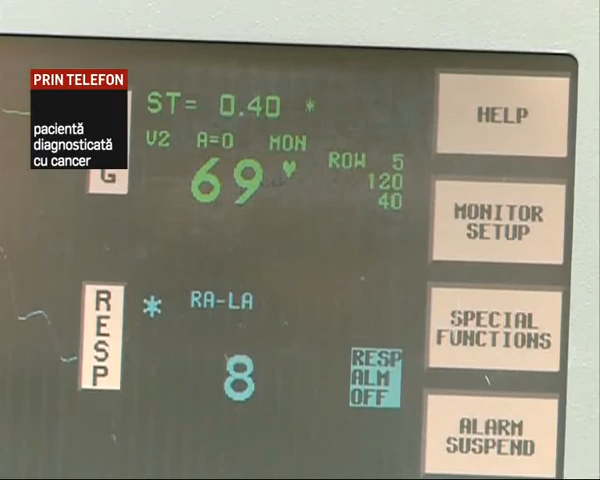 PRIN TELEFON
pacientă
diagnosticată
cu cancer
G
ST= 0.40 *
V2 A=0 MON
69
ROW 5
120
40
RESP
* RA-LA
8
RESP
ALM
OFF
HELP
MONITOR
SETUP
SPECIAL
FUNCTIONS
ALARM
SUSPEND